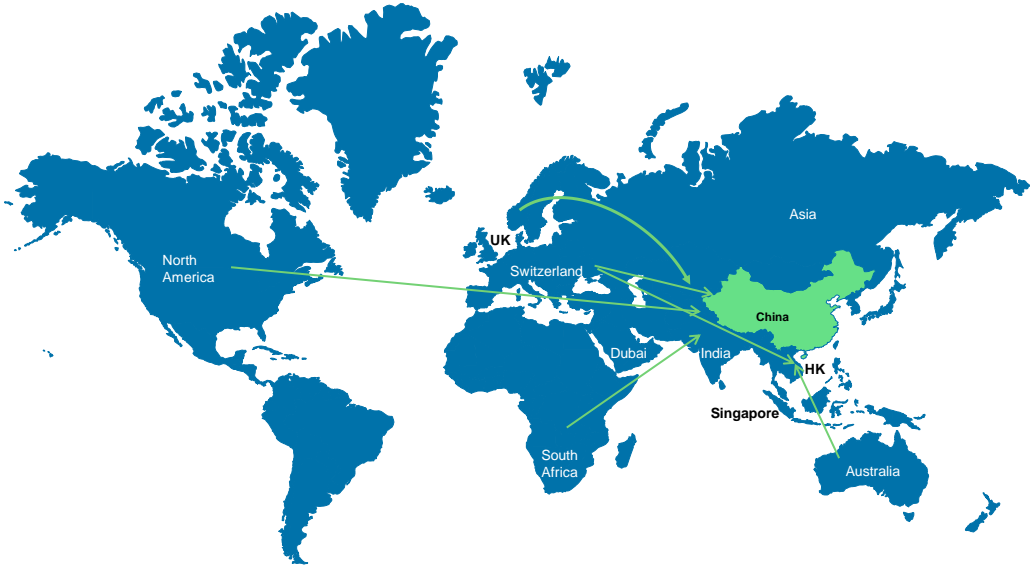 Asia
UK
North
America
Switzerland
China
Dubai
India
HK
Singapore
South
Africa
Australia